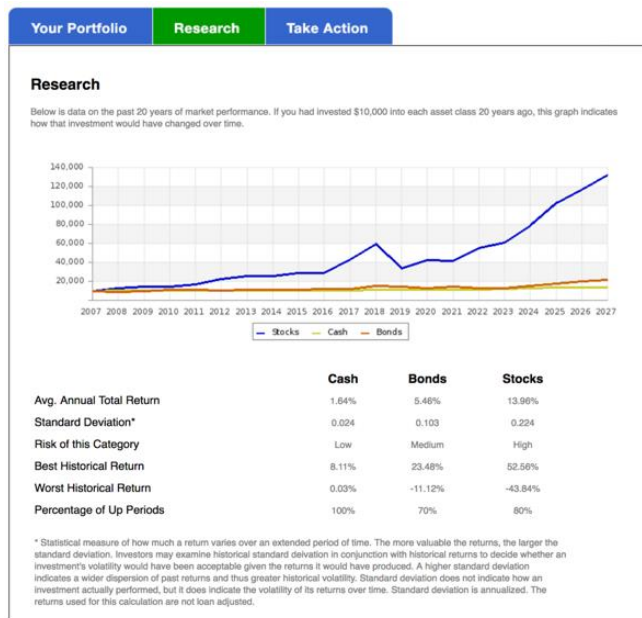 Your Portfolio Research Take Action
Research
Below is data on the past 20 years of market performance. If you had invested $10,000 into each asset class 20 years ago, this graph indicates
how that investment would have changed over time.
140,000
120,000
100,000
80,000
60,000
40,000
20,000
2007 2008 2009 2010 2011 2012 2013 2014 2015 2016 2017 2018 2019 2020 2021 2022 2023 2024 2025 2026 2027
Stocks Cash Bonds
Cash Bonds Stocks
Avg. Annual Total Return 1.64% 5.46% 13.96%
Standard Deviation* 0.024 0.103 0.224
Risk of this Category Low Medium High
Best Historical Return 8.11% 23.48% 52.56%
Worst Historical Return 0.03% -11.12% -43.84%
Percentage of Up Periods 100% 70% 80%
* Statistical measure of how much a return varies over an extended period of time. The more valuable the returns, the larger the
standard deviation. Investors may examine historical standard deivation in conjunction with historical returns to decide whether an
investment's volatility would have been acceptable given the returns it would have produced. A higher standard deviation
indicates a wider dispersion of past returns and thus greater historical volatility. Standard deviation does not indicate how an
investment actually performed, but it does indicate the volatility of its returns over time. Standard deviation is annualized. The
returns used for this calculation are not loan adjusted.